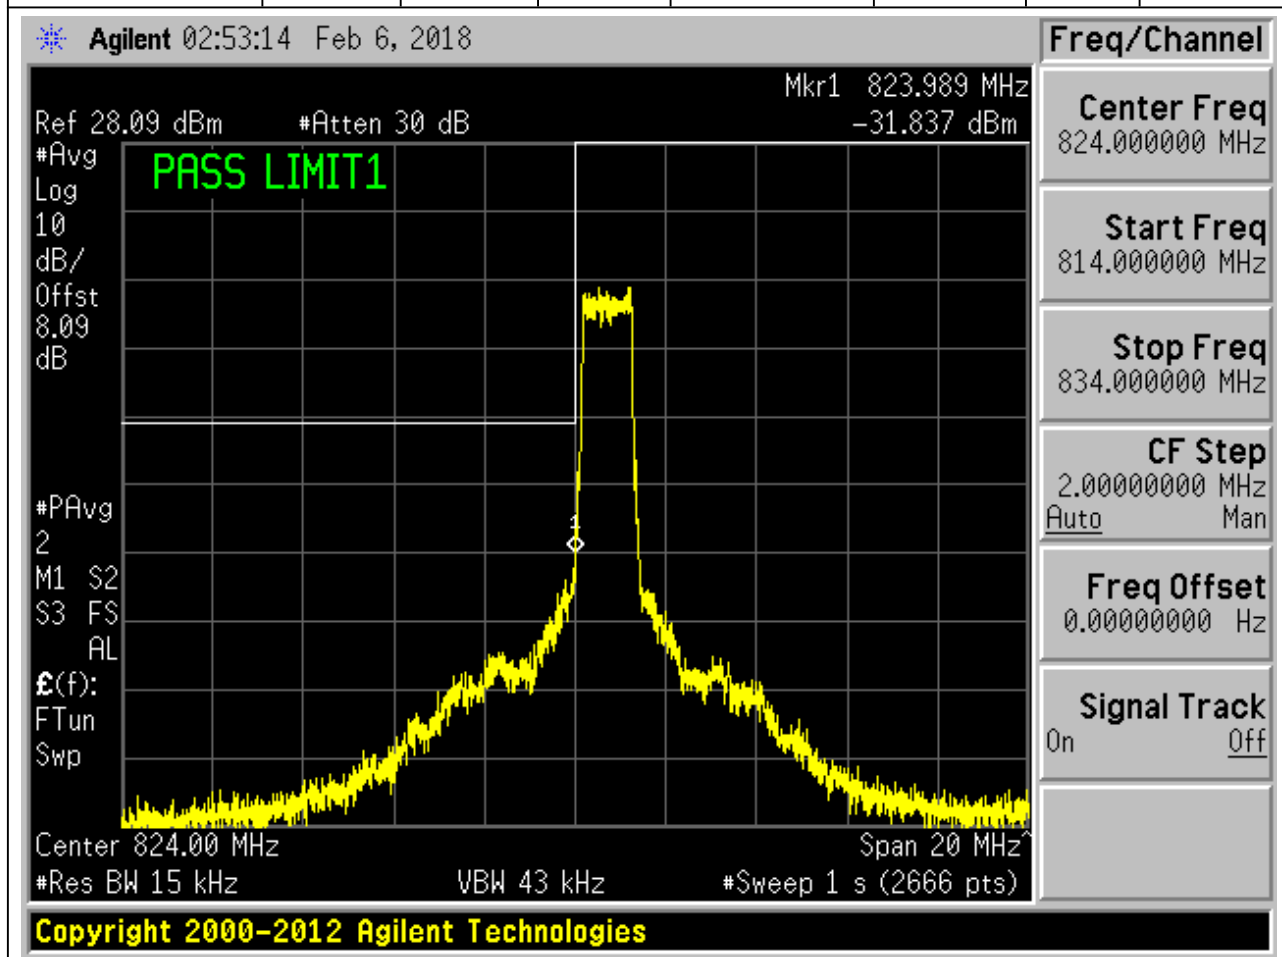 Agilent 02:53:14 Feb 6, 2018
Freq/Channel
Mkr1 823.989 MHz
Ref 28.09 dBm #Atten 30 dB -31.837 dBm
#Avg
Log
10
dB/
Offst
8.09
dB
PASS LIMIT1
1
#PAvg
2
M1 S2
S3 FS
AL
£(f):
FTun
Swp
Center 824.00 MHz Span 20 MHz^
#Res BW 15 kHz VBW 43 kHz #Sweep 1 s (2666 pts)
Center Freq
824.000000 MHz
Start Freq
814.000000 MHz
Stop Freq
834.000000 MHz
CF Step
2.00000000 MHz
Auto Man
Freq Offset
0.00000000 Hz
Signal Track
On Off
Copyright 2000-2012 Agilent Technologies